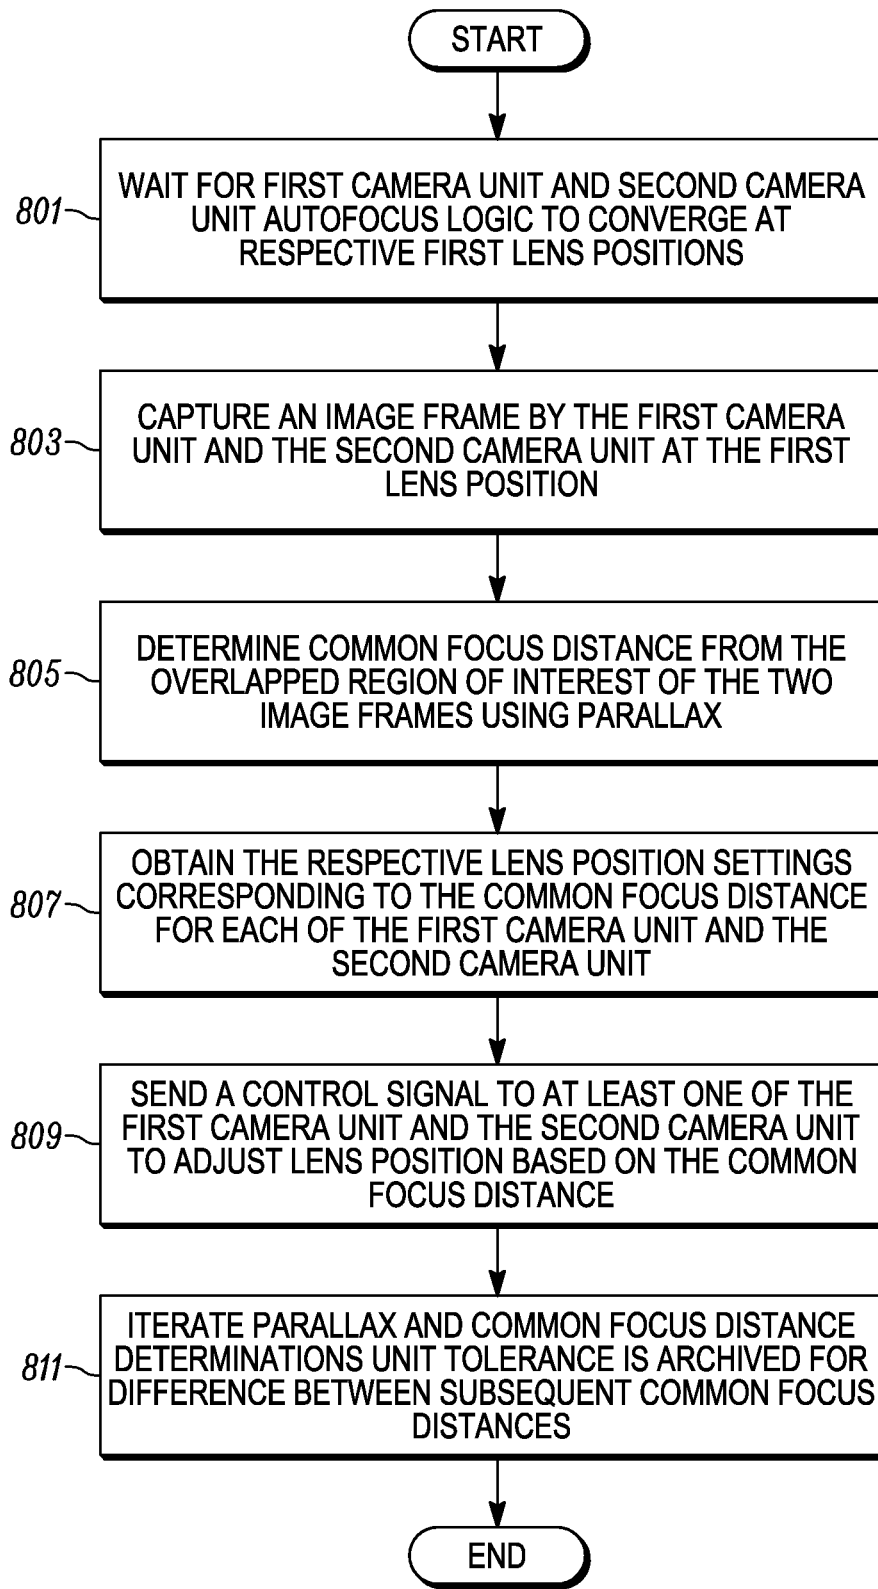 START
801
WAIT FOR FIRST CAMERA UNIT AND SECOND CAMERA
UNIT AUTOFOCUS LOGIC TO CONVERGE AT
RESPECTIVE FIRST LENS POSITIONS
803
CAPTURE AN IMAGE FRAME BY THE FIRST CAMERA
UNIT AND THE SECOND CAMERA UNIT AT THE FIRST
LENS POSITION
805
DETERMINE COMMON FOCUS DISTANCE FROM THE
OVERLAPPED REGION OF INTEREST OF THE TWO
IMAGE FRAMES USING PARALLAX
807
OBTAIN THE RESPECTIVE LENS POSITION SETTINGS
CORRESPONDING TO THE COMMON FOCUS DISTANCE
FOR EACH OF THE FIRST CAMERA UNIT AND THE
SECOND CAMERA UNIT
809
SEND A CONTROL SIGNAL TO AT LEAST ONE OF THE
FIRST CAMERA UNIT AND THE SECOND CAMERA UNIT
TO ADJUST LENS POSITION BASED ON THE COMMON
FOCUS DISTANCE
811
ITERATE PARALLAX AND COMMON FOCUS DISTANCE
DETERMINATIONS UNIT TOLERANCE IS ARCHIVED FOR
DIFFERENCE BETWEEN SUBSEQUENT COMMON FOCUS
DISTANCES
END